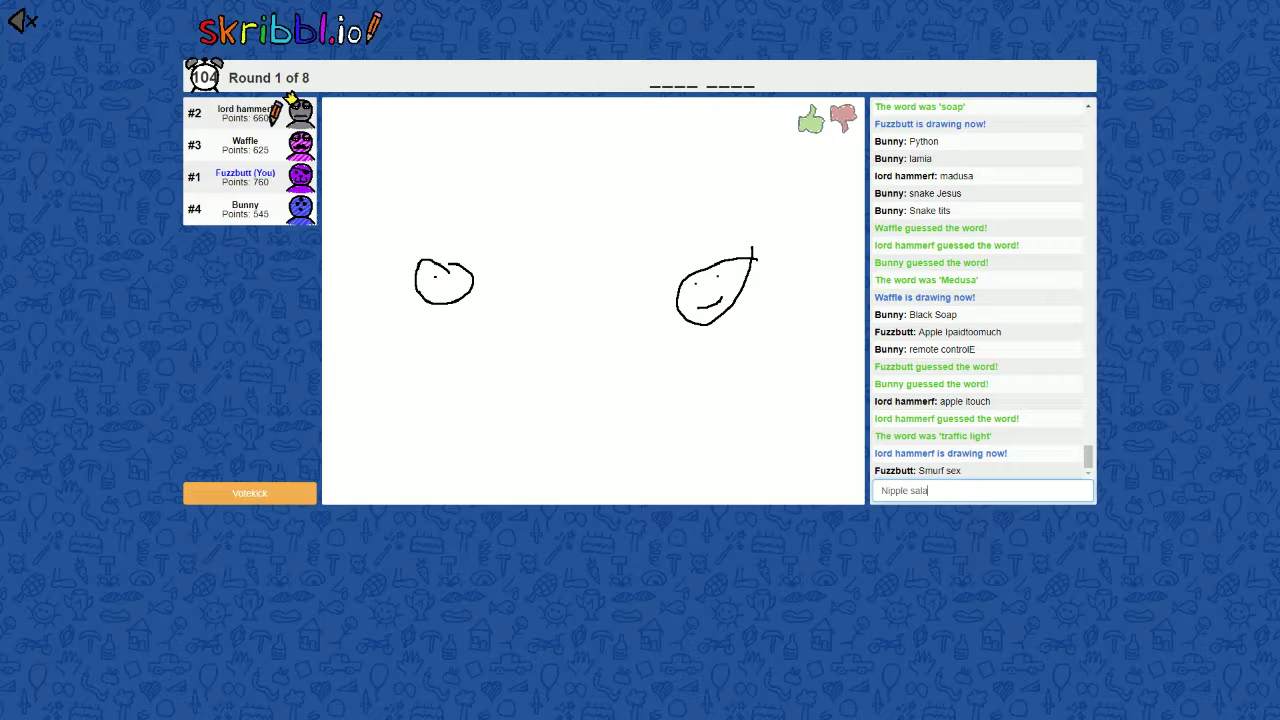 skribbl.io
104
Round 1 of 8
____ ____
#2
lord hammerf
Points: 660
#3
Waffle
Points: 625
#1
Fuzzbutt (You)
Points: 760
#4
Bunny
Points: 545
Votekick
The word was 'soap'
Fuzzbutt is drawing now!
Bunny: Python
Bunny: lamia
lord hammerf: madusa
Bunny: snake Jesus
Bunny: Snake tits
Waffle guessed the word!
lord hammerf guessed the word!
Bunny guessed the word!
The word was 'Medusa'
Waffle is drawing now!
Bunny: Black Soap
Fuzzbutt: Apple Ipaidtoomuch
Bunny: remote controlE
Fuzzbutt guessed the word!
Bunny guessed the word!
lord hammerf: apple itouch
lord hammerf guessed the word!
The word was 'traffic light'
lord hammerf is drawing now!
Fuzzbutt: Smurf sex
Nipple sala